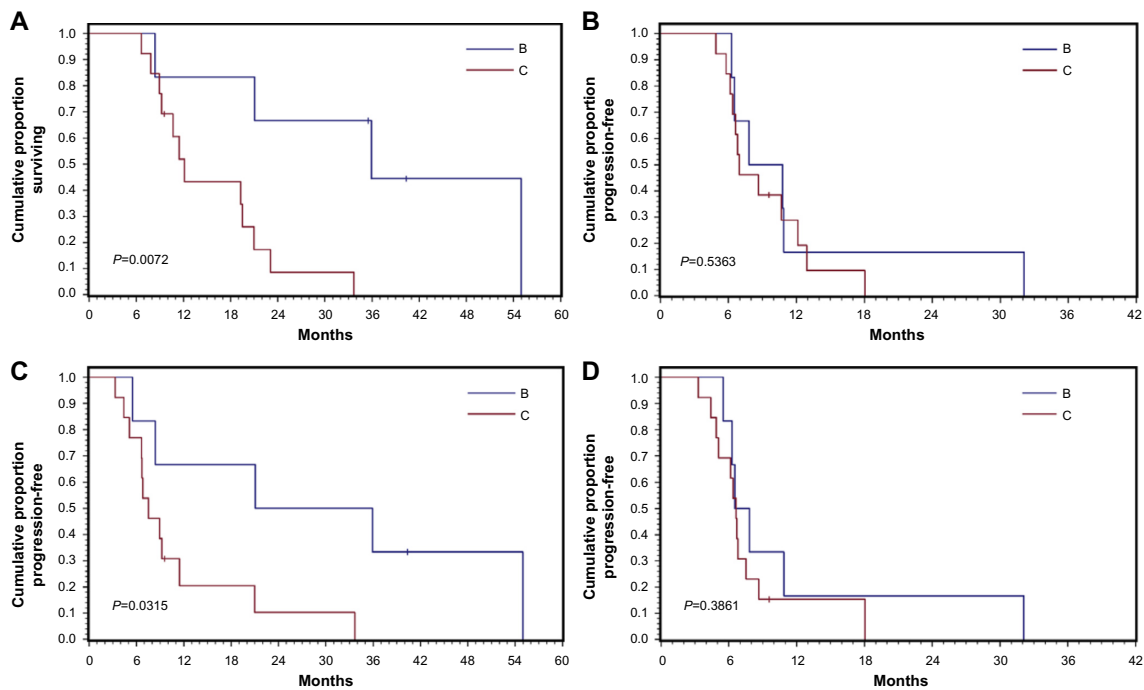 A
Cumulative proportion
surviving
1.0
0.9
0.8
0.7
0.6
0.5
0.4
0.3
0.2
0.1
0.0
B
C
P=0.0072
0 6 12 18 24 30 36 42 48 54 60
Months
B
Cumulative proportion
progression-free
1.0
0.9
0.8
0.7
0.6
0.5
0.4
0.3
0.2
0.1
0.0
B
C
P=0.5363
0 6 12 18 24 30 36 42
Months
C
Cumulative proportion
progression-free
1.0
0.9
0.8
0.7
0.6
0.5
0.4
0.3
0.2
0.1
0.0
B
C
P=0.0315
0 6 12 18 24 30 36 42 48 54 60
Months
D
Cumulative proportion
progression-free
1.0
0.9
0.8
0.7
0.6
0.5
0.4
0.3
0.2
0.1
0.0
B
C
P=0.3861
0 6 12 18 24 30 36 42
Months